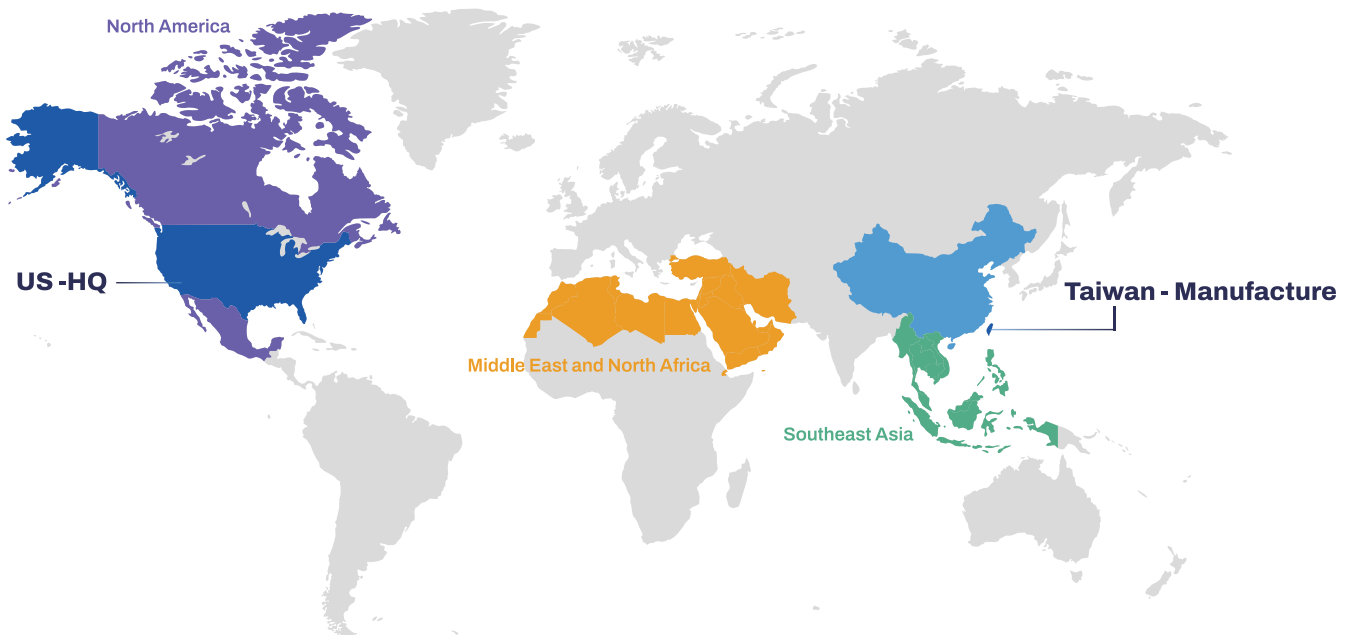 North America
US -HQ
Taiwan - Manufacture
Middle East and North Africa
Southeast Asia